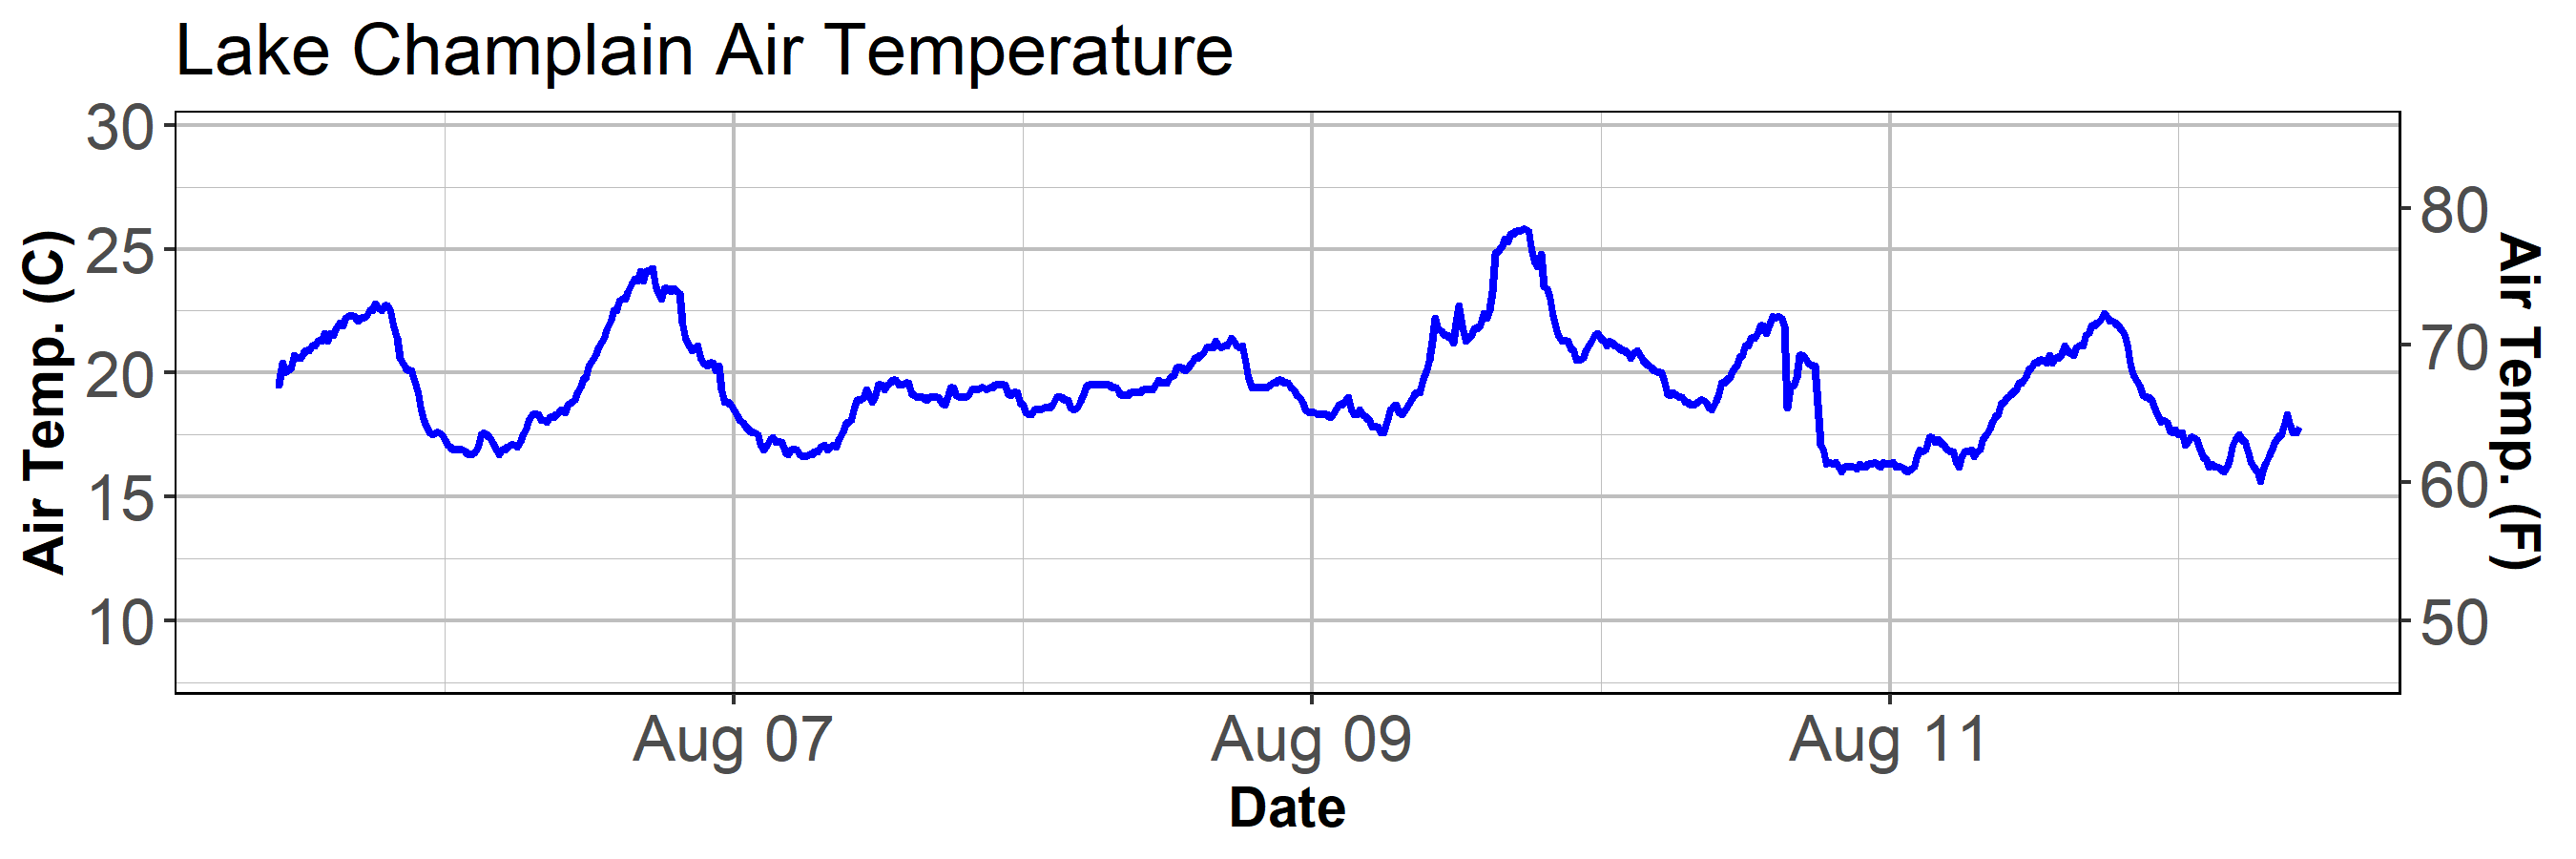 Lake Champlain Air Temperature
30
25
20
15
10
Air Temp. (C)
80
70
60
50
Air Temp. (F)
Aug 07
Aug 09
Aug 11
Date